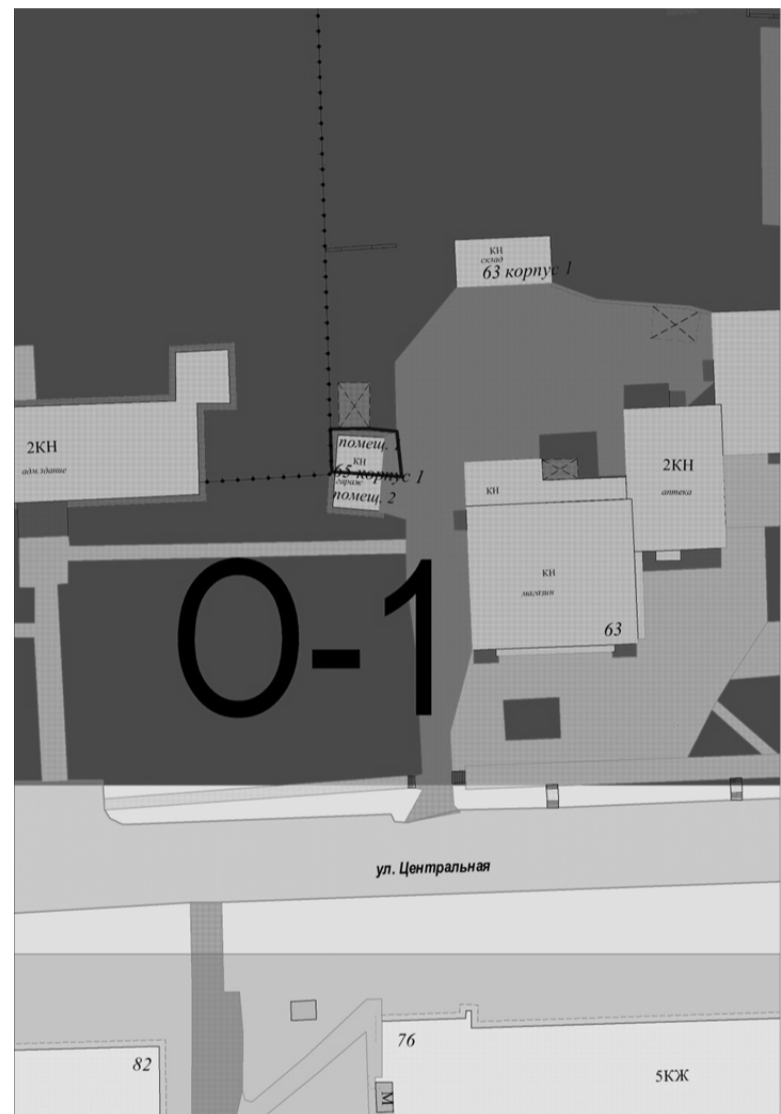 КН
склад
63 корпус 1
2КН
адм.здание
помещ.
КН
65 корпус 1
гараж
помещ. 2
2КН
аптека
КН
КН
магазин
63
О-1
ул. Центральная
82
76
5КЖ
М